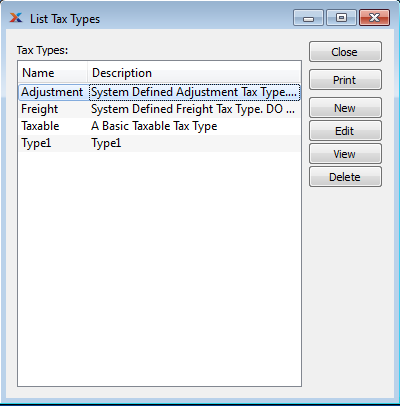 List Tax Types
Tax Types:
Name Description
Adjustment System Defined Adjustment Tax Type....
Freight System Defined Freight Tax Type. DO ...
Taxable A Basic Taxable Tax Type
Type1 Type1
Close
Print
New
Edit
View
Delete